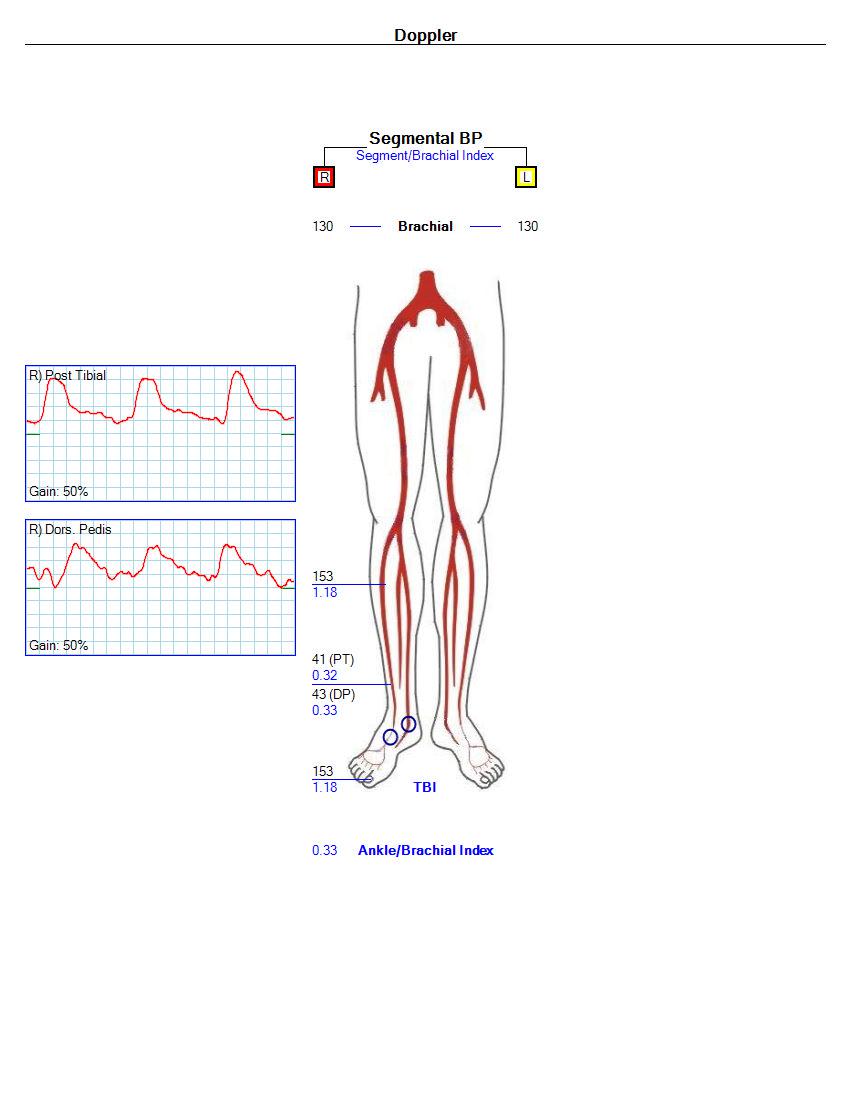 Doppler
Segmental BP
Segment/Brachial Index
R
L
130 Brachial 130
R) Post Tibial
Gain: 50%
R) Dors. Pedis
Gain: 50%
153
1.18
41 (PT)
0.32
43 (DP)
0.33
153
1.18 TBI
0.33 Ankle/Brachial Index